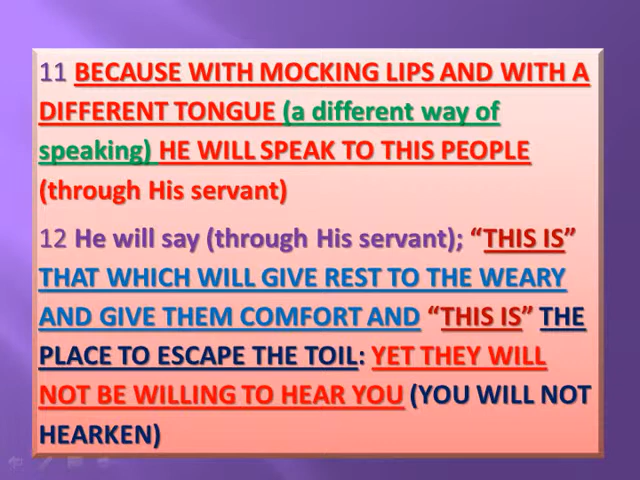 11 BECAUSE WITH MOCKING LIPS AND WITH A
DIFFERENT TONGUE (a different way of
speaking) HE WILL SPEAK TO THIS PEOPLE
(through His servant)
12 He will say (through His servant); “THIS IS”
THAT WHICH WILL GIVE REST TO THE WEARY
AND GIVE THEM COMFORT AND “THIS IS” THE
PLACE TO ESCAPE THE TOIL: YET THEY WILL
NOT BE WILLING TO HEAR YOU (YOU WILL NOT
HEARKEN)